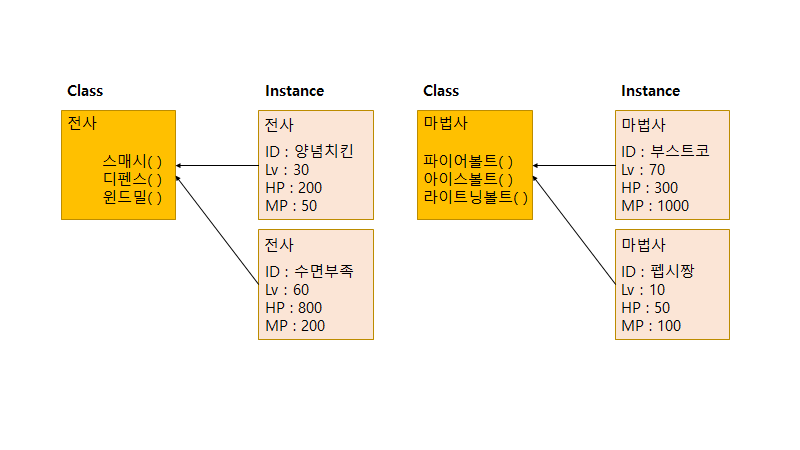 Class
전사
스매시( )
디펜스( )
윈드밀( )
Instance
전사
ID : 양념치킨
Lv : 30
HP : 200
MP : 50
전사
ID : 수면부족
Lv : 60
HP : 800
MP : 200
Class
마법사
파이어볼트( )
아이스볼트( )
라이트닝볼트( )
Instance
마법사
ID : 부스트코
Lv : 70
HP : 300
MP : 1000
마법사
ID : 펩시짱
Lv : 10
HP : 50
MP : 100